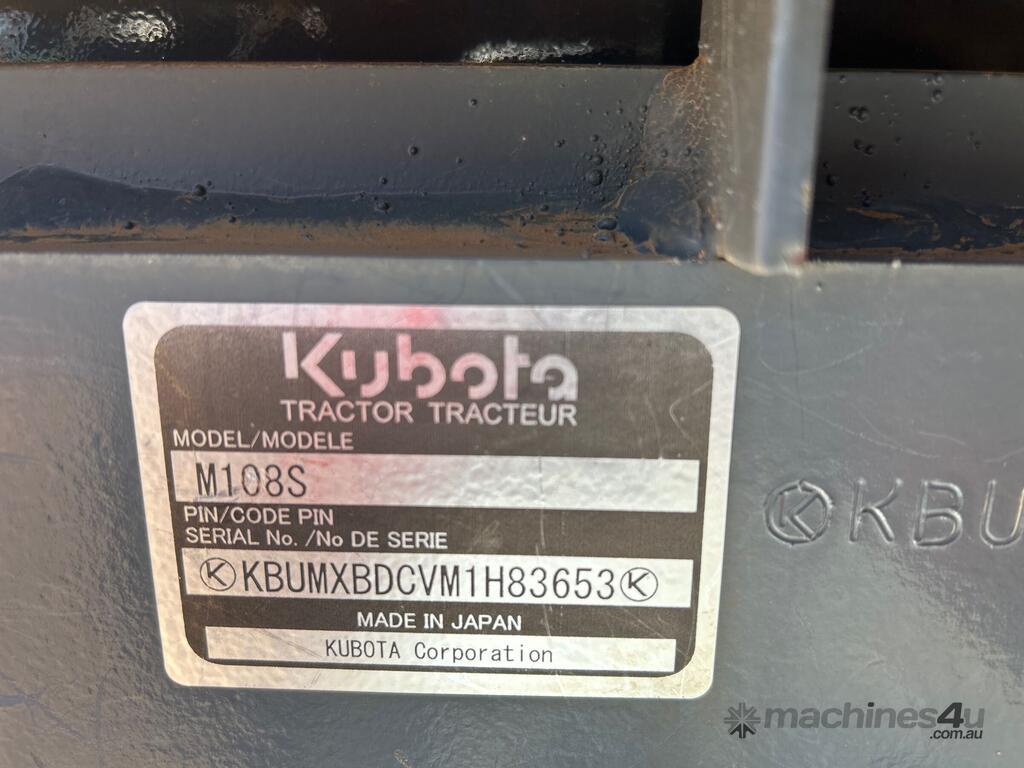 Kubota
TRACTOR TRACTEUR
MODEL/MODELE
M108S
PIN/CODE PIN
SERIAL No. /No DE SERIE
KBUMXBDCVM1H83653
MADE IN JAPAN
KUBOTA Corporation
KBU
machines4u
.com.au